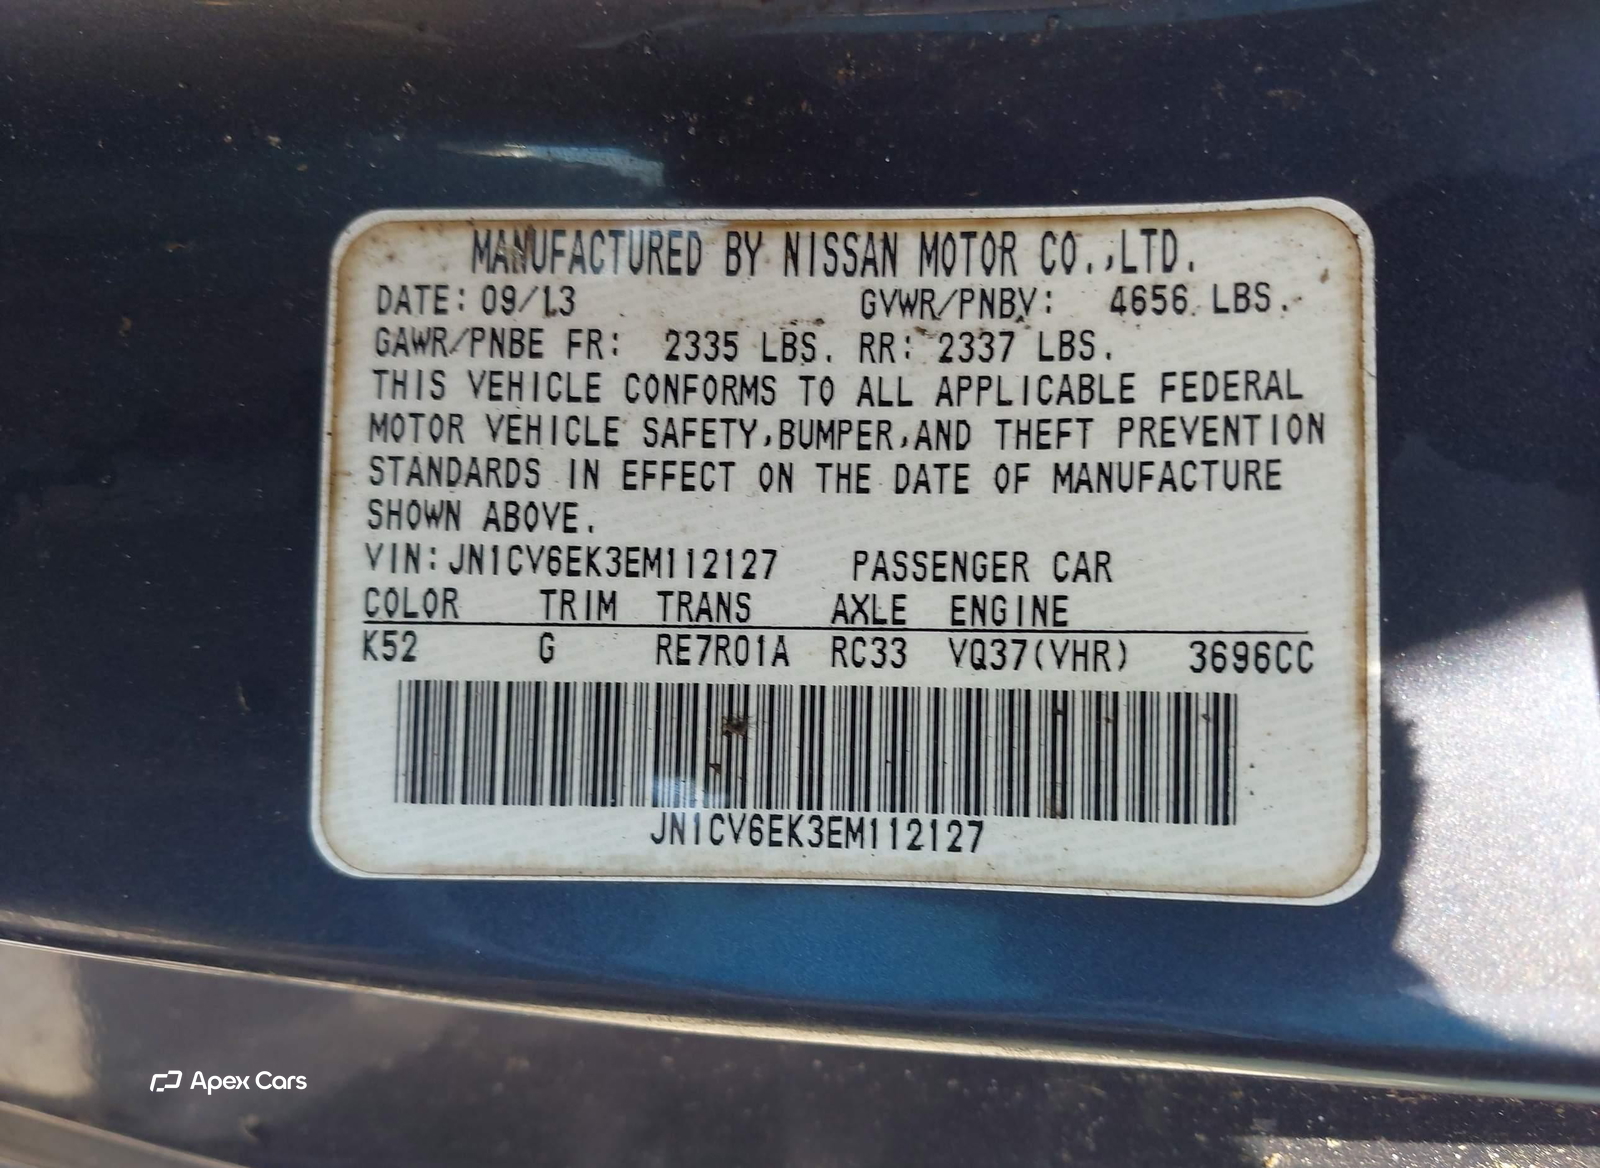 MANUFACTURED BY NISSAN MOTOR CO.,LTD.
DATE: 09/13 GVWR/PNBV: 4656 LBS.
GAWR/PNBE FR: 2335 LBS. RR: 2337 LBS.
THIS VEHICLE CONFORMS TO ALL APPLICABLE FEDERAL
MOTOR VEHICLE SAFETY,BUMPER,AND THEFT PREVENTION
STANDARDS IN EFFECT ON THE DATE OF MANUFACTURE
SHOWN ABOVE.
VIN:JN1CV6EK3EM112127 PASSENGER CAR
COLOR TRIM TRANS AXLE ENGINE
K52 G RE7R01A RC33 VQ37(VHR) 3696CC
JN1CV6EK3EM112127
Apex Cars